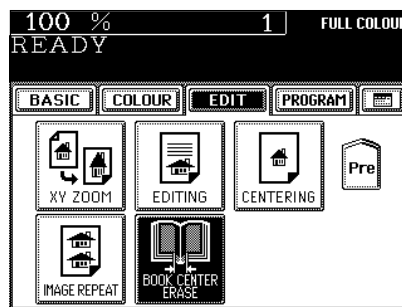 100 % 1 FULL COLOUR
READY
BASIC COLOUR EDIT PROGRAM
XY ZOOM EDITING CENTERING Pre
IMAGE REPEAT BOOK CENTER
ERASE